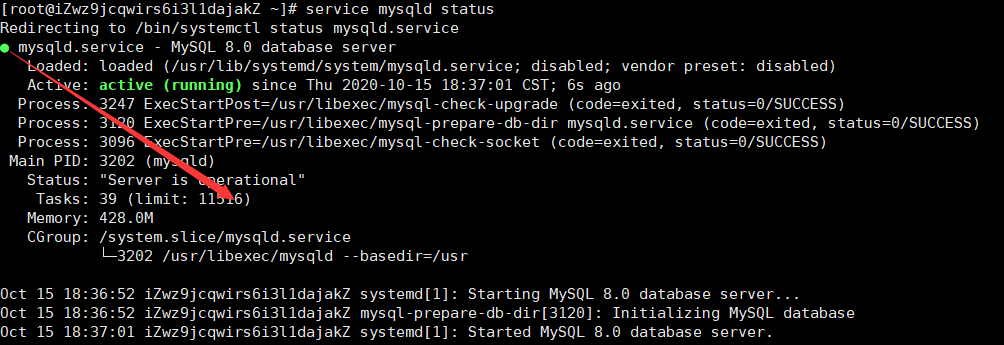 [root@iZwz9jcqwirs6i3l1dajakZ ~]# service mysqld status
Redirecting to /bin/systemctl status mysqld.service
● mysqld.service - MySQL 8.0 database server
Loaded: loaded (/usr/lib/systemd/system/mysqld.service; disabled; vendor preset: disabled)
Active: active (running) since Thu 2020-10-15 18:37:01 CST; 6s ago
Process: 3247 ExecStartPost=/usr/libexec/mysql-check-upgrade (code=exited, status=0/SUCCESS)
Process: 3120 ExecStartPre=/usr/libexec/mysql-prepare-db-dir mysqld.service (code=exited, status=0/SUCCESS)
Process: 3096 ExecStartPre=/usr/libexec/mysql-check-socket (code=exited, status=0/SUCCESS)
Main PID: 3202 (mysqld)
Status: "Server is operational"
Tasks: 39 (limit: 11516)
Memory: 428.0M
CGroup: /system.slice/mysqld.service
└─3202 /usr/libexec/mysqld --basedir=/usr
Oct 15 18:36:52 iZwz9jcqwirs6i3l1dajakZ systemd[1]: Starting MySQL 8.0 database server...
Oct 15 18:36:52 iZwz9jcqwirs6i3l1dajakZ mysql-prepare-db-dir[3120]: Initializing MySQL database
Oct 15 18:37:01 iZwz9jcqwirs6i3l1dajakZ systemd[1]: Started MySQL 8.0 database server.